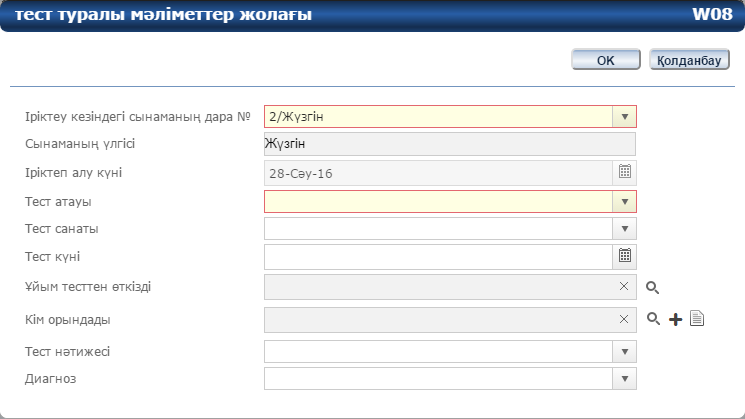 тест туралы мәліметтер жолағы W08
OK Қолданбау
Іріктеу кезіндегі сынаманың дара № 2/Жүзгін
Сынаманың үлгісі Жүзгін
Іріктеп алу күні 28-Сәу-16
Тест атауы
Тест санаты
Тест күні
Ұйым тесттен өткізді
Кім орындады
Тест нәтижесі
Диагноз